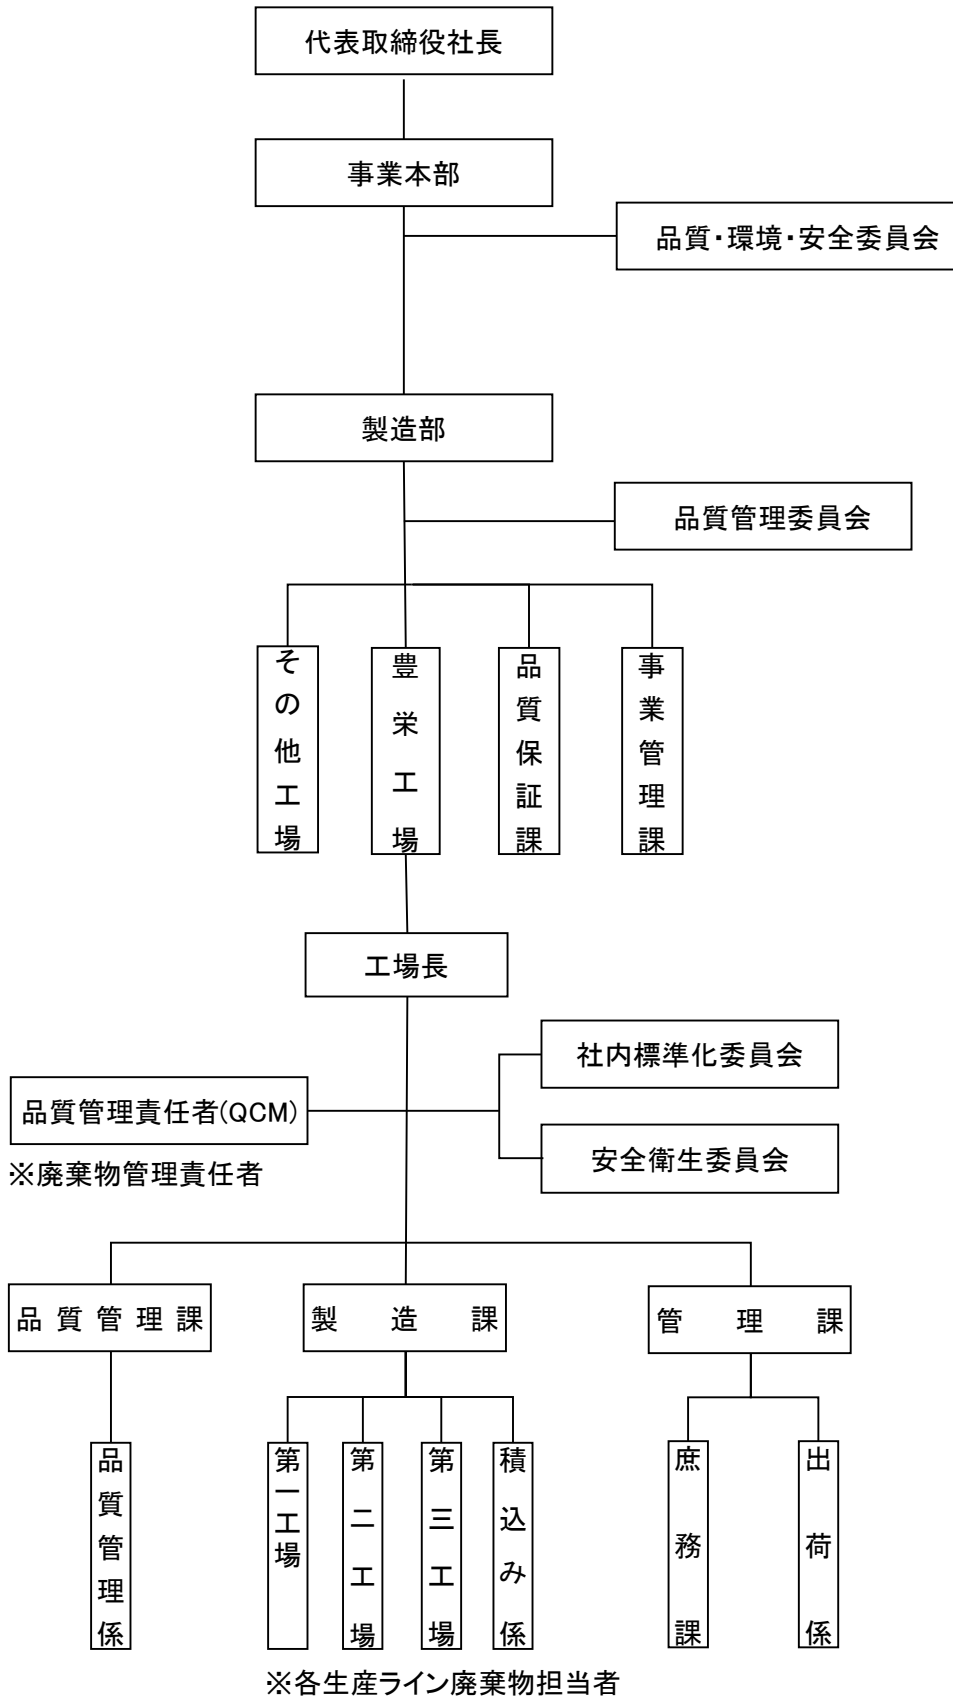 代表取締役社長
事業本部
品質・環境・安全委員会
製造部
品質管理委員会
その他工場
豊栄工場
品質保証課
事業管理課
工場長
社内標準化委員会
品質管理責任者(QCM)
安全衛生委員会
※廃棄物管理責任者
品質管理課
製造課
管理課
品質管理係
第一工場
第二工場
第三工場
積込み係
庶務課
出荷係
※各生産ライン廃棄物担当者